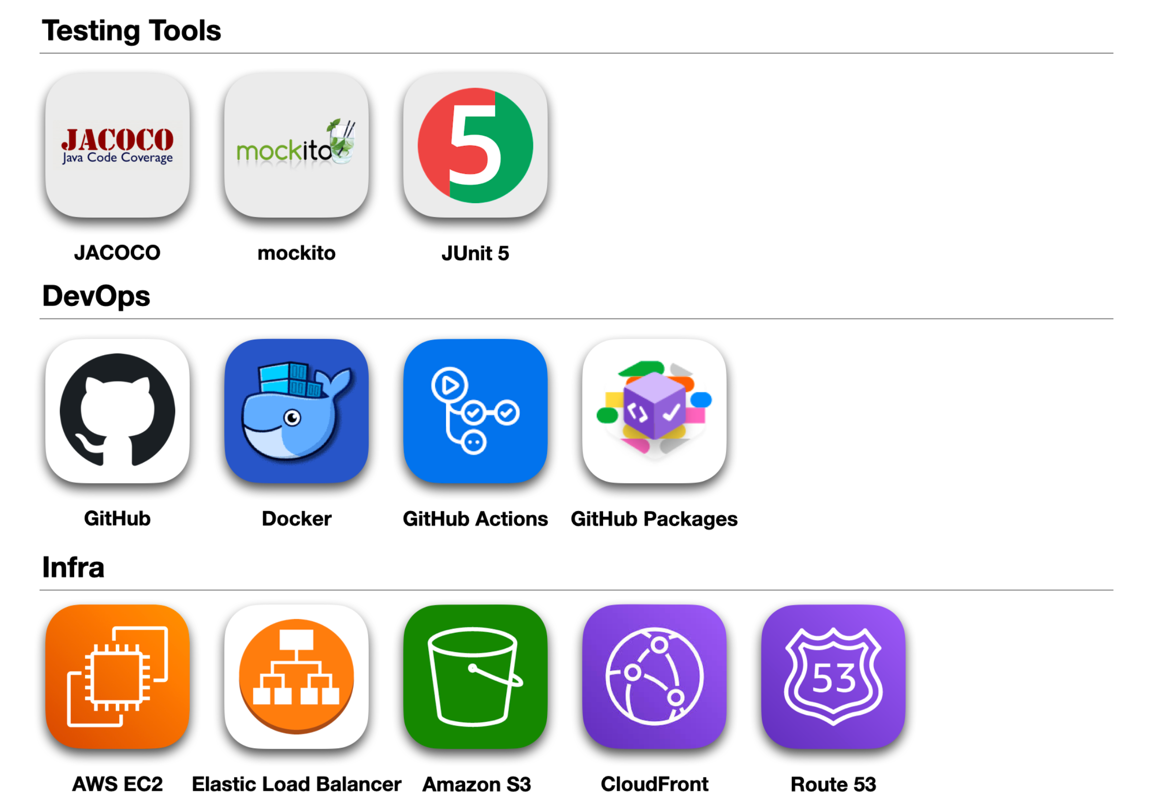 Testing Tools
JACOCO
Java Code Coverage
mockito
5
JACOCO
mockito
JUnit 5
DevOps
GitHub
Docker
GitHub Actions
GitHub Packages
Infra
53
AWS EC2
Elastic Load Balancer
Amazon S3
CloudFront
Route 53